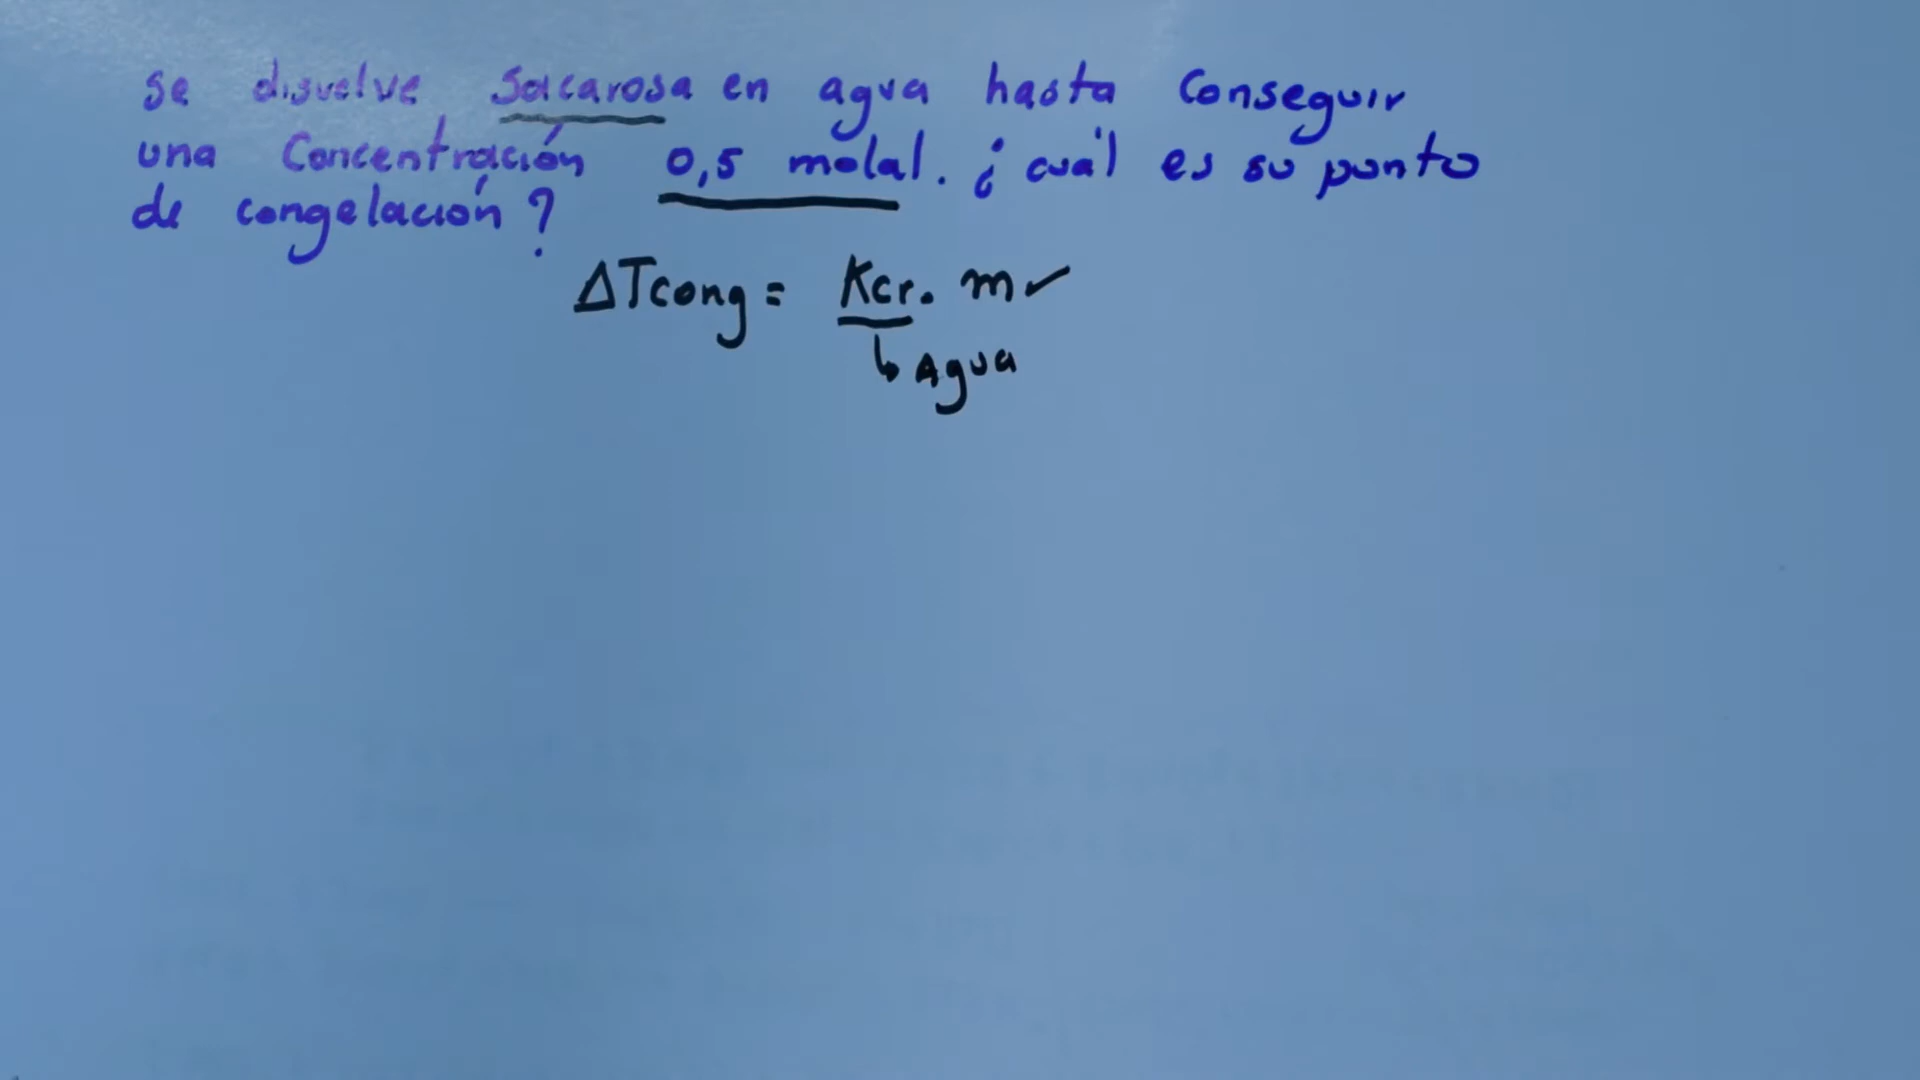 se disuelve Sacarosa en agua hasta conseguir
una Concentración 0,5 molal. ¿ cuál es su punto
de congelación ?
ΔTcong = Kcr. m ✓
↳ Agua